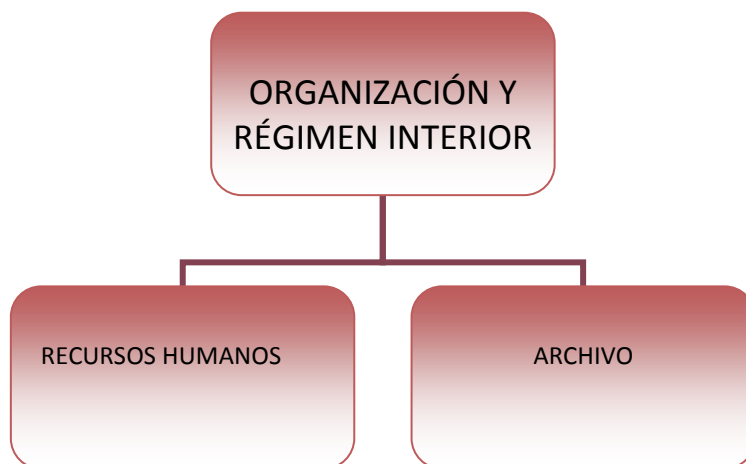 ORGANIZACIÓN Y
RÉGIMEN INTERIOR
RECURSOS HUMANOS
ARCHIVO